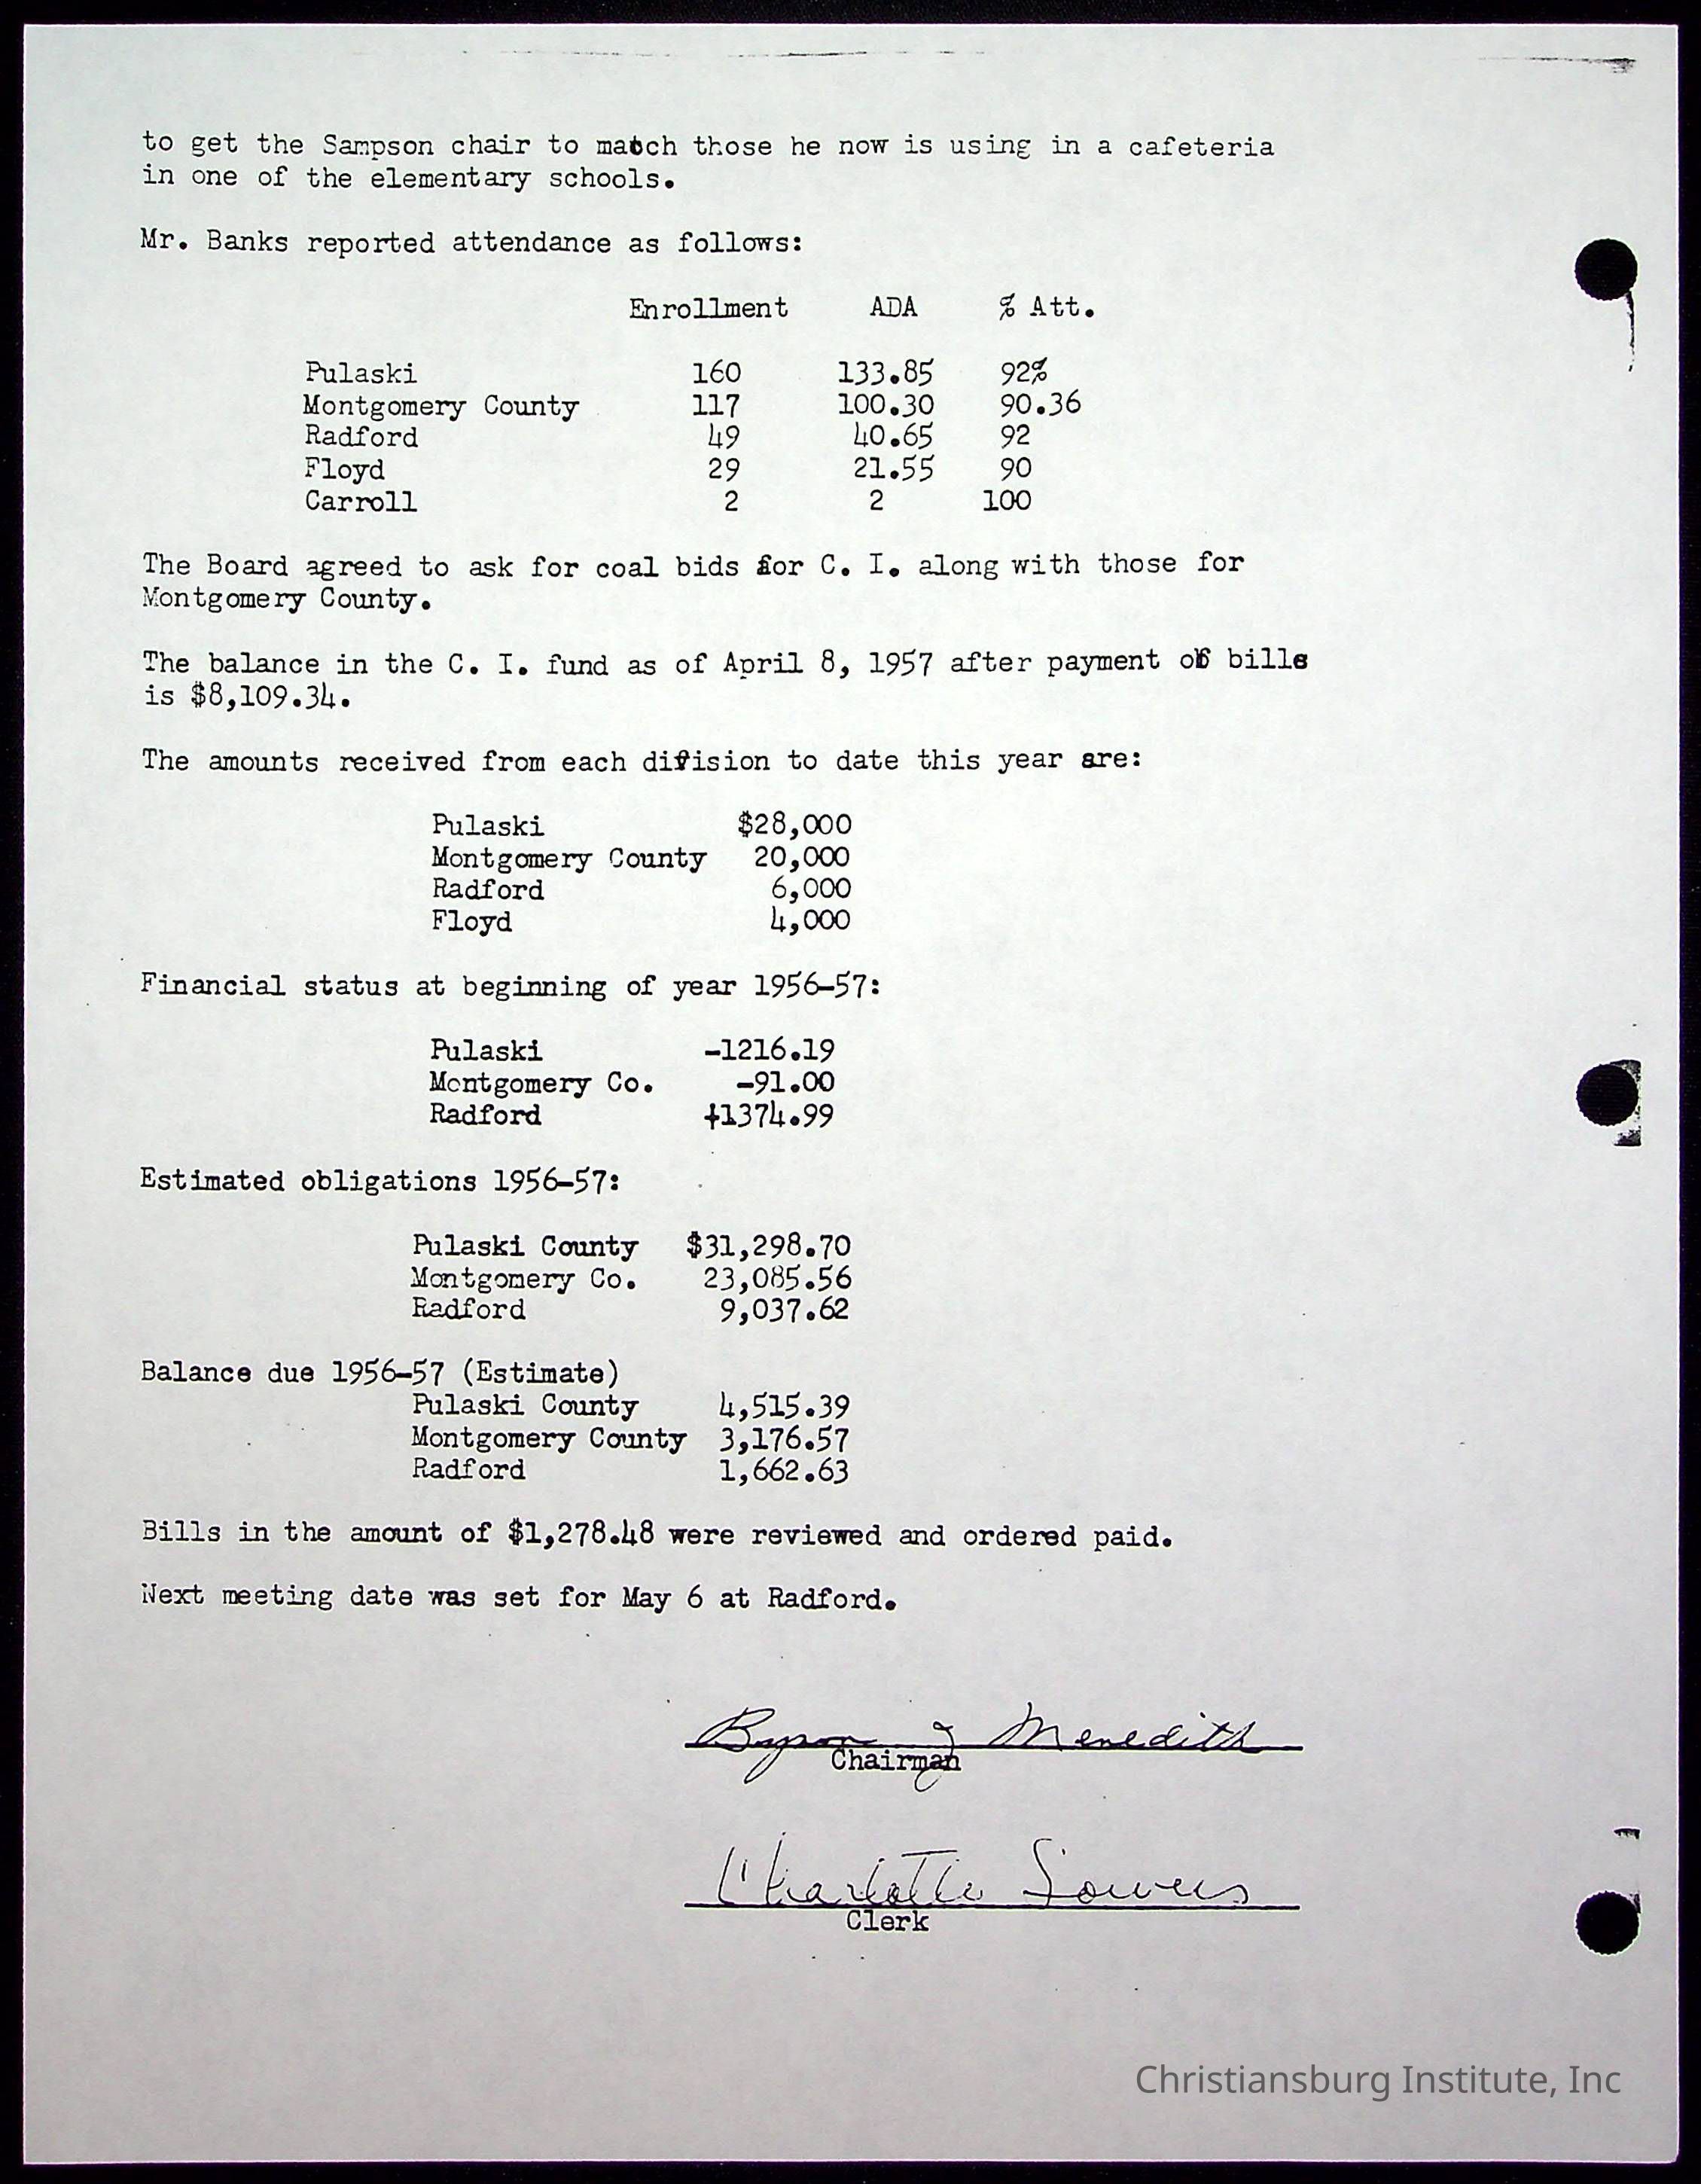 to get the Sampson chair to match those he now is using in a cafeteria
in one of the elementary schools.
Mr. Banks reported attendance as follows:
Enrollment ADA % Att.
Pulaski 160 133.85 92%
Montgomery County 117 100.30 90.36
Radford 49 40.65 92
Floyd 29 21.55 90
Carroll 2 2 100
The Board agreed to ask for coal bids for C. I. along with those for
Montgomery County.
The balance in the C. I. fund as of April 8, 1957 after payment of bills
is $8,109.34.
The amounts received from each division to date this year are:
Pulaski $28,000
Montgomery County 20,000
Radford 6,000
Floyd 4,000
Financial status at beginning of year 1956-57:
Pulaski -1216.19
Montgomery Co. -91.00
Radford +1374.99
Estimated obligations 1956-57:
Pulaski County $31,298.70
Montgomery Co. 23,085.56
Radford 9,037.62
Balance due 1956-57 (Estimate)
Pulaski County 4,515.39
Montgomery County 3,176.57
Radford 1,662.63
Bills in the amount of $1,278.48 were reviewed and ordered paid.
Next meeting date was set for May 6 at Radford.
Byron J Meredith
Chairman
Charlotte Sowers
Clerk
Christiansburg Institute, Inc